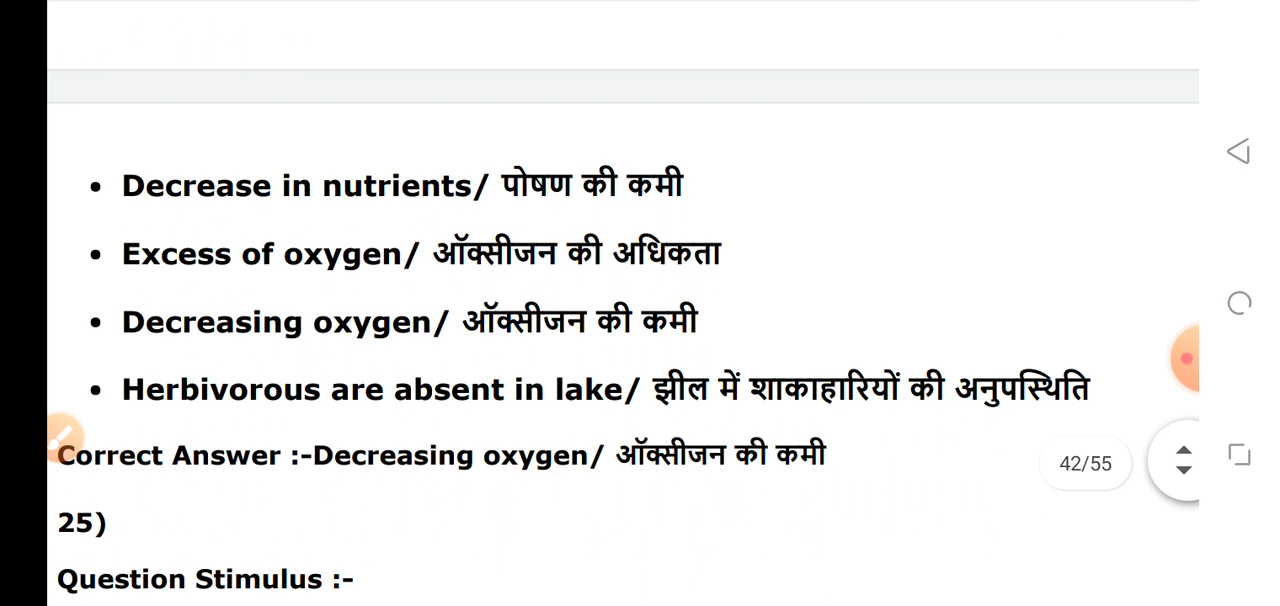 • Decrease in nutrients/ पोषण की कमी
• Excess of oxygen/ ऑक्सीजन की अधिकता
• Decreasing oxygen/ ऑक्सीजन की कमी
• Herbivorous are absent in lake/ झील में शाकाहारियों की अनुपस्थिति
Correct Answer :-Decreasing oxygen/ ऑक्सीजन की कमी
42/55
25)
Question Stimulus :-